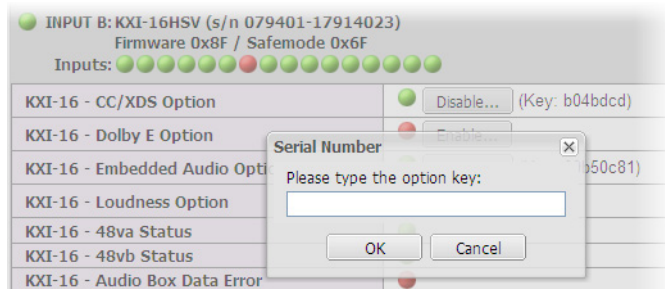 INPUT B: KXI-16HSV (s/n 079401-17914023)
Firmware 0x8F / Safemode 0x6F
Inputs:
KXI-16 - CC/XDS Option Disable... (Key: b04bdcd)
KXI-16 - Dolby E Option Enable...
Serial Number
KXI-16 - Embedded Audio b50c81)
Please type the option key:
KXI-16 - Loudness Option
KXI-16 - 48va Status
OK Cancel
KXI-16 - 48vb Status
KXI-16 - Audio Box Data Error